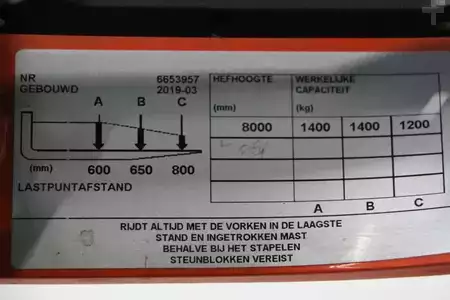 NR 6653957
GEBOUWD 2019-03
A B C
(mm) 600 650 800
LASTPUNTAFSTAND
HEFHOOGTE WERKELIJKE
CAPACITEIT
(mm) (kg)
8000 1400 1400 1200
A B C
RIJDT ALTIJD MET DE VORKEN IN DE LAAGSTE
STAND EN INGETROKKEN MAST
BEHALVE BIJ HET STAPELEN
STEUNBLOKKEN VEREIST